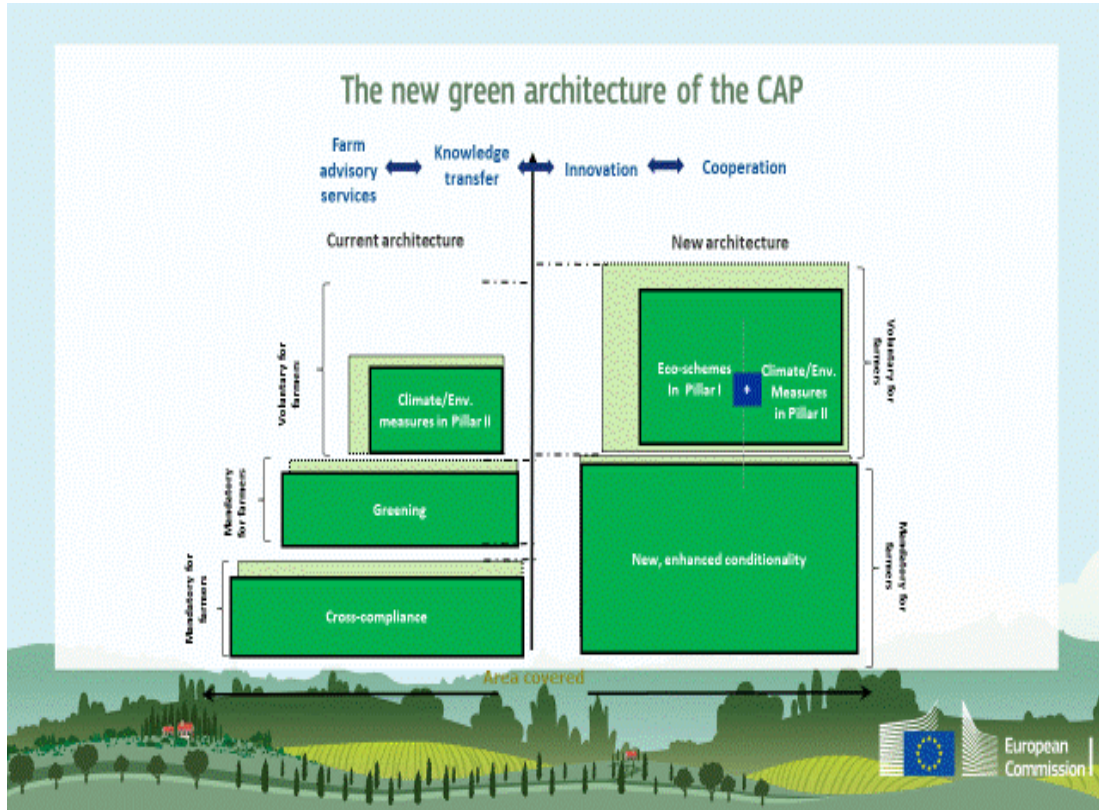 The new green architecture of the CAP
Farm
advisory
services
Knowledge
transfer
Innovation
Cooperation
Current architecture
New architecture
Voluntary for
farmers
Climate/Env.
measures in Pillar II
Mandatory
for farmers
Greening
Mandatory for
farmers
Cross-compliance
Eco-schemes
In Pillar I
+
Climate/Env.
Measures
in Pillar II
Voluntary for
farmers
New, enhanced conditionality
Mandatory for
farmers
Area covered
European
Commission